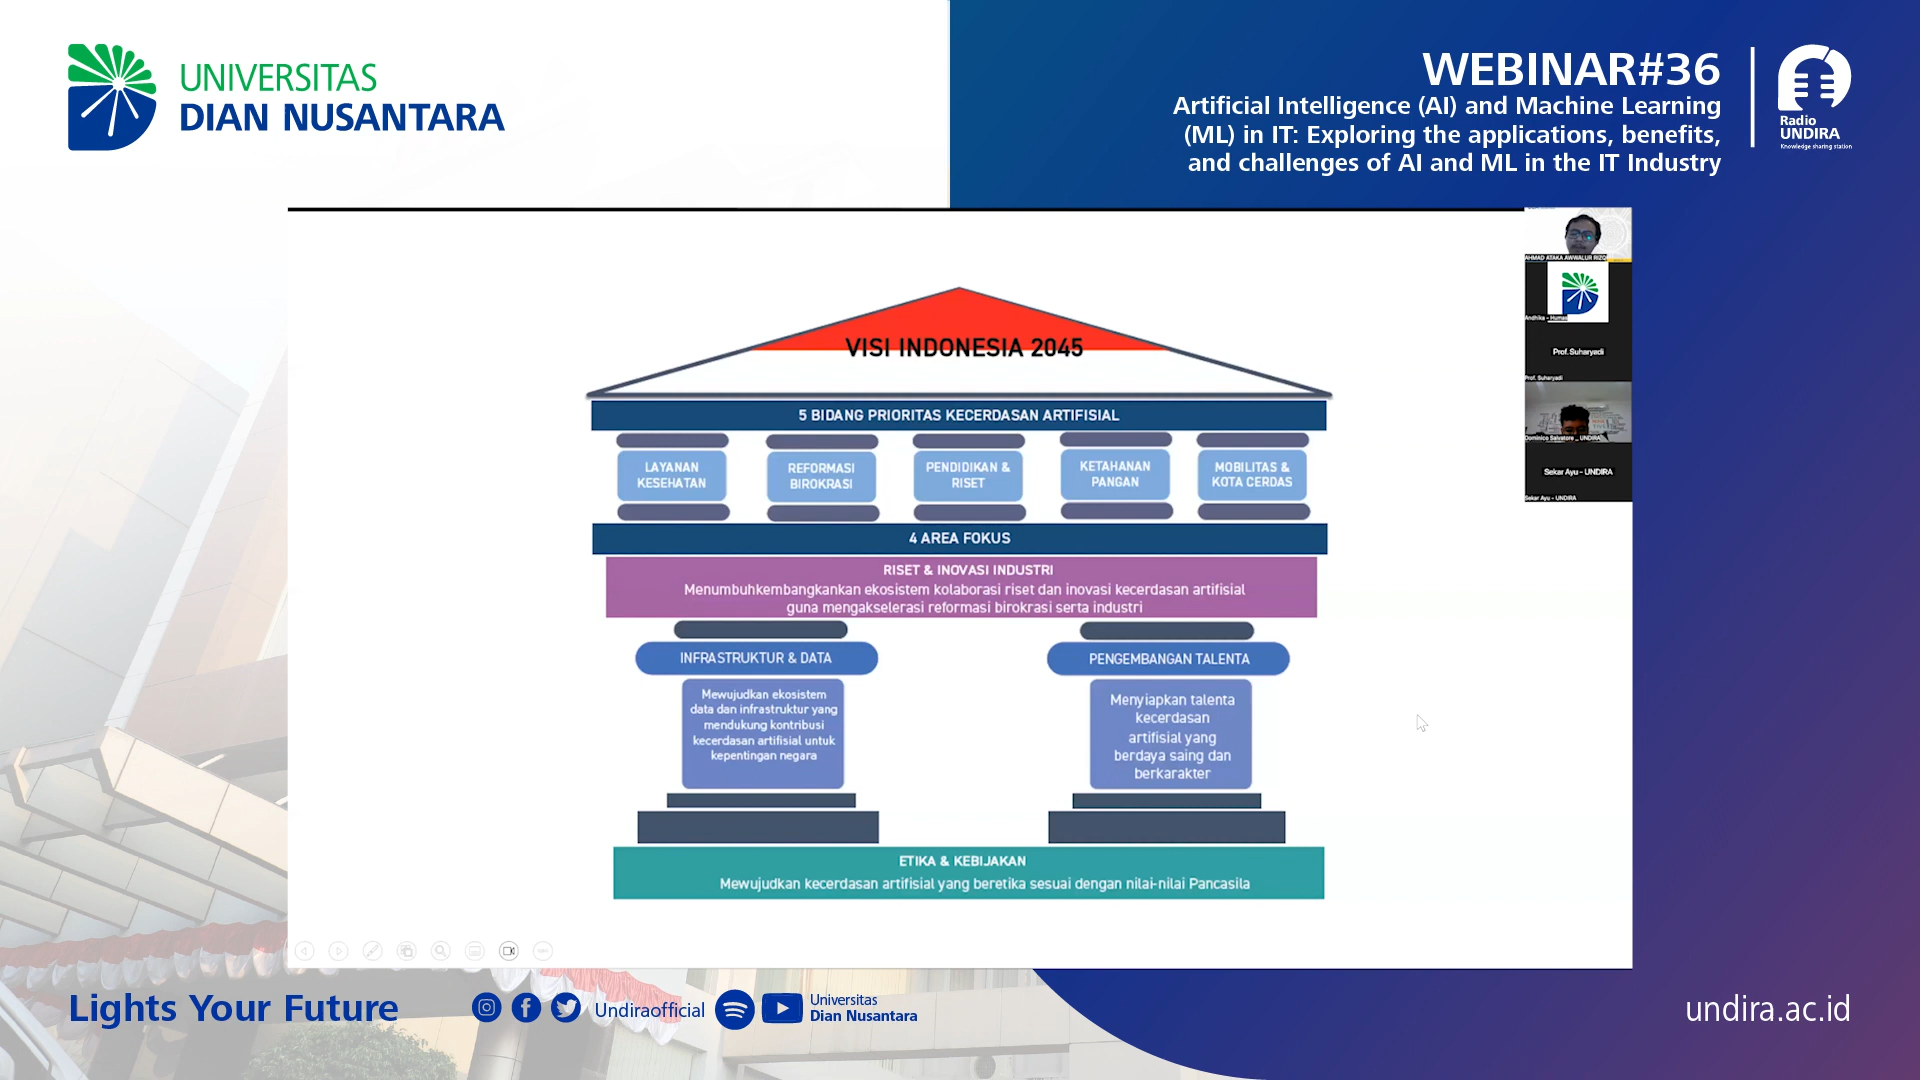 UNIVERSITAS
DIAN NUSANTARA
WEBINAR#36
Artificial Intelligence (AI) and Machine Learning
(ML) in IT: Exploring the applications, benefits,
and challenges of AI and ML in the IT Industry
Radio
UNDIRA
Knowledge sharing station
VISI INDONESIA 2045
5 BIDANG PRIORITAS KECERDASAN ARTIFISIAL
LAYANAN
KESEHATAN
REFORMASI
BIROKRASI
PENDIDIKAN &
RISET
KETAHANAN
PANGAN
MOBILITAS &
KOTA CERDAS
4 AREA FOKUS
RISET & INOVASI INDUSTRI
Menumbuhkembangkankan ekosistem kolaborasi riset dan inovasi kecerdasan artifisial
guna mengakselerasi reformasi birokrasi serta industri
INFRASTRUKTUR & DATA
Mewujudkan ekosistem
data dan infrastruktur yang
mendukung kontribusi
kecerdasan artifisial untuk
kepentingan negara
PENGEMBANGAN TALENTA
Menyiapkan talenta
kecerdasan
artifisial yang
berdaya saing dan
berkarakter
ETIKA & KEBIJAKAN
Mewujudkan kecerdasan artifisial yang beretika sesuai dengan nilai-nilai Pancasila
AHMAD ATAKA AWWALUR RIZQI
Andhika - Humas
Prof. Suharyadi
Prof. Suharyadi
Dominico Salvatore _ UNDIRA
Sekar Ayu - UNDIRA
Sekar Ayu - UNDIRA
Lights Your Future
Undiraofficial
Universitas
Dian Nusantara
undira.ac.id